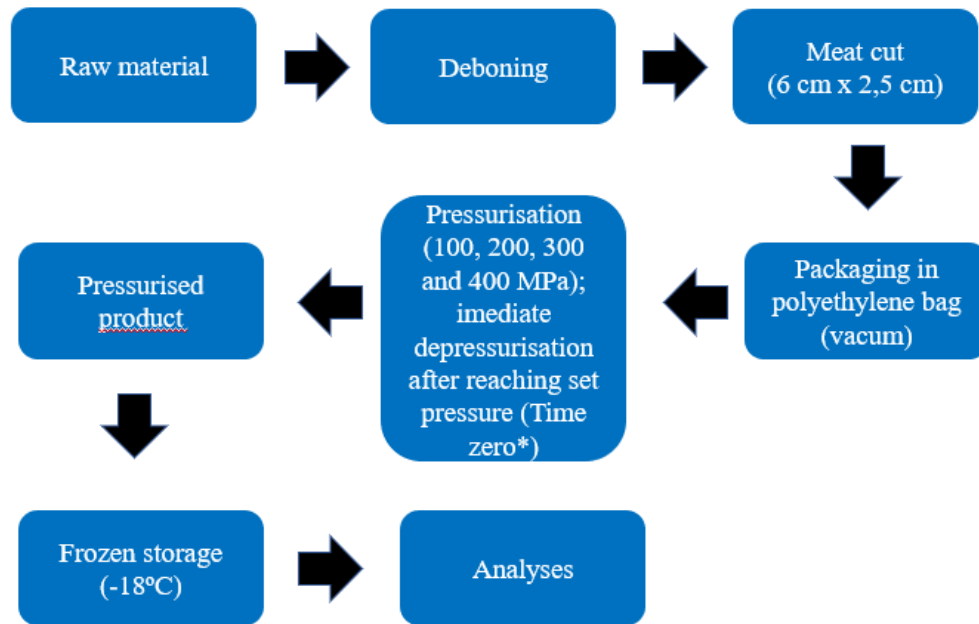 Raw material
Deboning
Meat cut
(6 cm x 2,5 cm)
Packaging in
polyethylene bag
(vacum)
Pressurisation
(100, 200, 300
and 400 MPa);
imediate
depressurisation
after reaching set
pressure (Time
zero*)
Pressurised
product
Frozen storage
(-18ºC)
Analyses